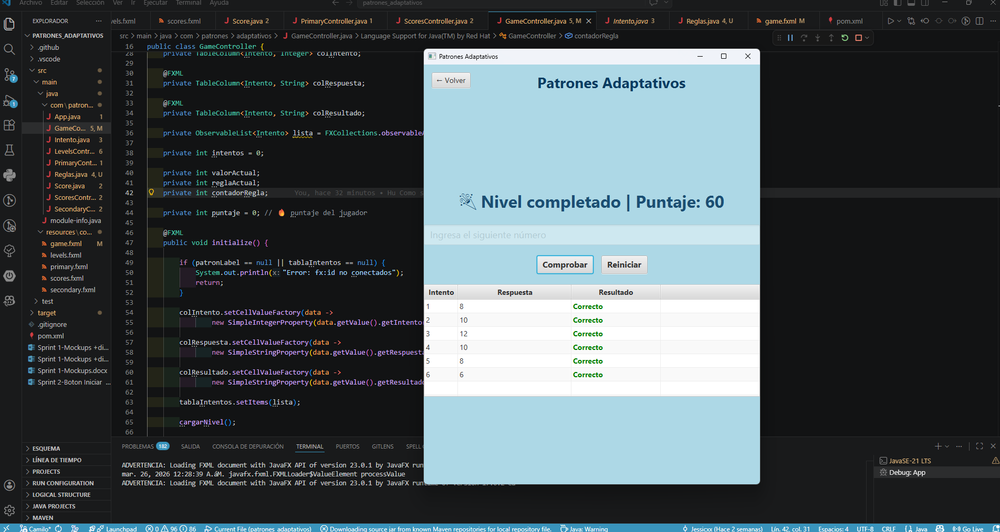 Archivo Editar Selección Ver Ir Ejecutar Terminal Ayuda
patrones_adaptativos
EXPLORADOR
vels.fxml
scores.fxml
Score.java 2
PrimaryController.java 1
ScoresController.java 2
GameController.java 5, M
Intento.java 3
Reglas.java 4, U
game.fxml M
pom.xml
src > main > java > com > patrones > adaptativos > GameController.java > Language Support for Java(TM) by Red Hat > GameController > contadorRegla
PATRONES_ADAPTATIVOS
.github
.vscode
src
main
java
com\patron...
App.java 1
GameCo... 5, M
Intento.java 3
LevelsContr... 6
PrimaryCont... 1
Reglas.java 4, U
Score.java 2
ScoresContr... 2
SecondaryC... 2
module-info.java
resources\co...
game.fxml M
levels.fxml
primary.fxml
scores.fxml
secondary.fxml
test
target
.gitignore
pom.xml
Sprint 1-Mockups +di...
Sprint 1-Mockups +di...
Sprint 1-Mockups.docx
Sprint 2-Boton Iniciar ...
ESQUEMA
LÍNEA DE TIEMPO
PROJECTS
RUN CONFIGURATION
LOGICAL STRUCTURE
JAVA PROJECTS
MAVEN
7
1
16 public class GameController {
28 private TableColumn<Intento, Integer> colIntento;
29
30 @FXML
31 private TableColumn<Intento, String> colRespuesta;
32
33 @FXML
34 private TableColumn<Intento, String> colResultado;
35
36 private ObservableList<Intento> lista = FXCollections.observableA
37
38 private int intentos = 0;
39
40 private int valorActual;
41 private int reglaActual;
42 private int contadorRegla; You, hace 32 minutos • Hu Como s
43
44 private int puntaje = 0; // 🔥 puntaje del jugador
45
46 @FXML
47 public void initialize() {
48
49 if (patronLabel == null || tablaIntentos == null) {
50 System.out.println(x: "Error: fx:id no conectados");
51 return;
52 }
53
54 colIntento.setCellValueFactory(data ->
55 new SimpleIntegerProperty(data.getValue().getIntento(
56
57 colRespuesta.setCellValueFactory(data ->
58 new SimpleStringProperty(data.getValue().getRespuesta
59
60 colResultado.setCellValueFactory(data ->
61 new SimpleStringProperty(data.getValue().getResultado
62
63 tablaIntentos.setItems(lista);
64
65 cargarNivel();
66
Patrones Adaptativos
← Volver
Patrones Adaptativos
🎉 Nivel completado | Puntaje: 60
Ingresa el siguiente número
Comprobar Reiniciar
Intento Respuesta Resultado
1 8 Correcto
2 10 Correcto
3 12 Correcto
4 10 Correcto
5 8 Correcto
6 6 Correcto
PROBLEMAS 182 SALIDA CONSOLA DE DEPURACIÓN TERMINAL PUERTOS GITLENS SPELL
ADVERTENCIA: Loading FXML document with JavaFX API of version 23.0.1 by JavaFX run
mar. 26, 2026 12:28:39 A.áM. javafx.fxml.FXMLLoader$ValueElement processValue
ADVERTENCIA: Loading FXML document with JavaFX API of version 23.0.1 by JavaFX runtime
JavaSE-21 LTS
Debug: App
Camilo* Launchpad 0 96 86 Current File (patrones_adaptativos) Downloading source jar from known Maven repositories for local repository file. Java: Warning Jessicxx (Hace 2 semanas) Lín. 42, col. 31 Espacios: 4 UTF-8 CRLF {} Java Go Live